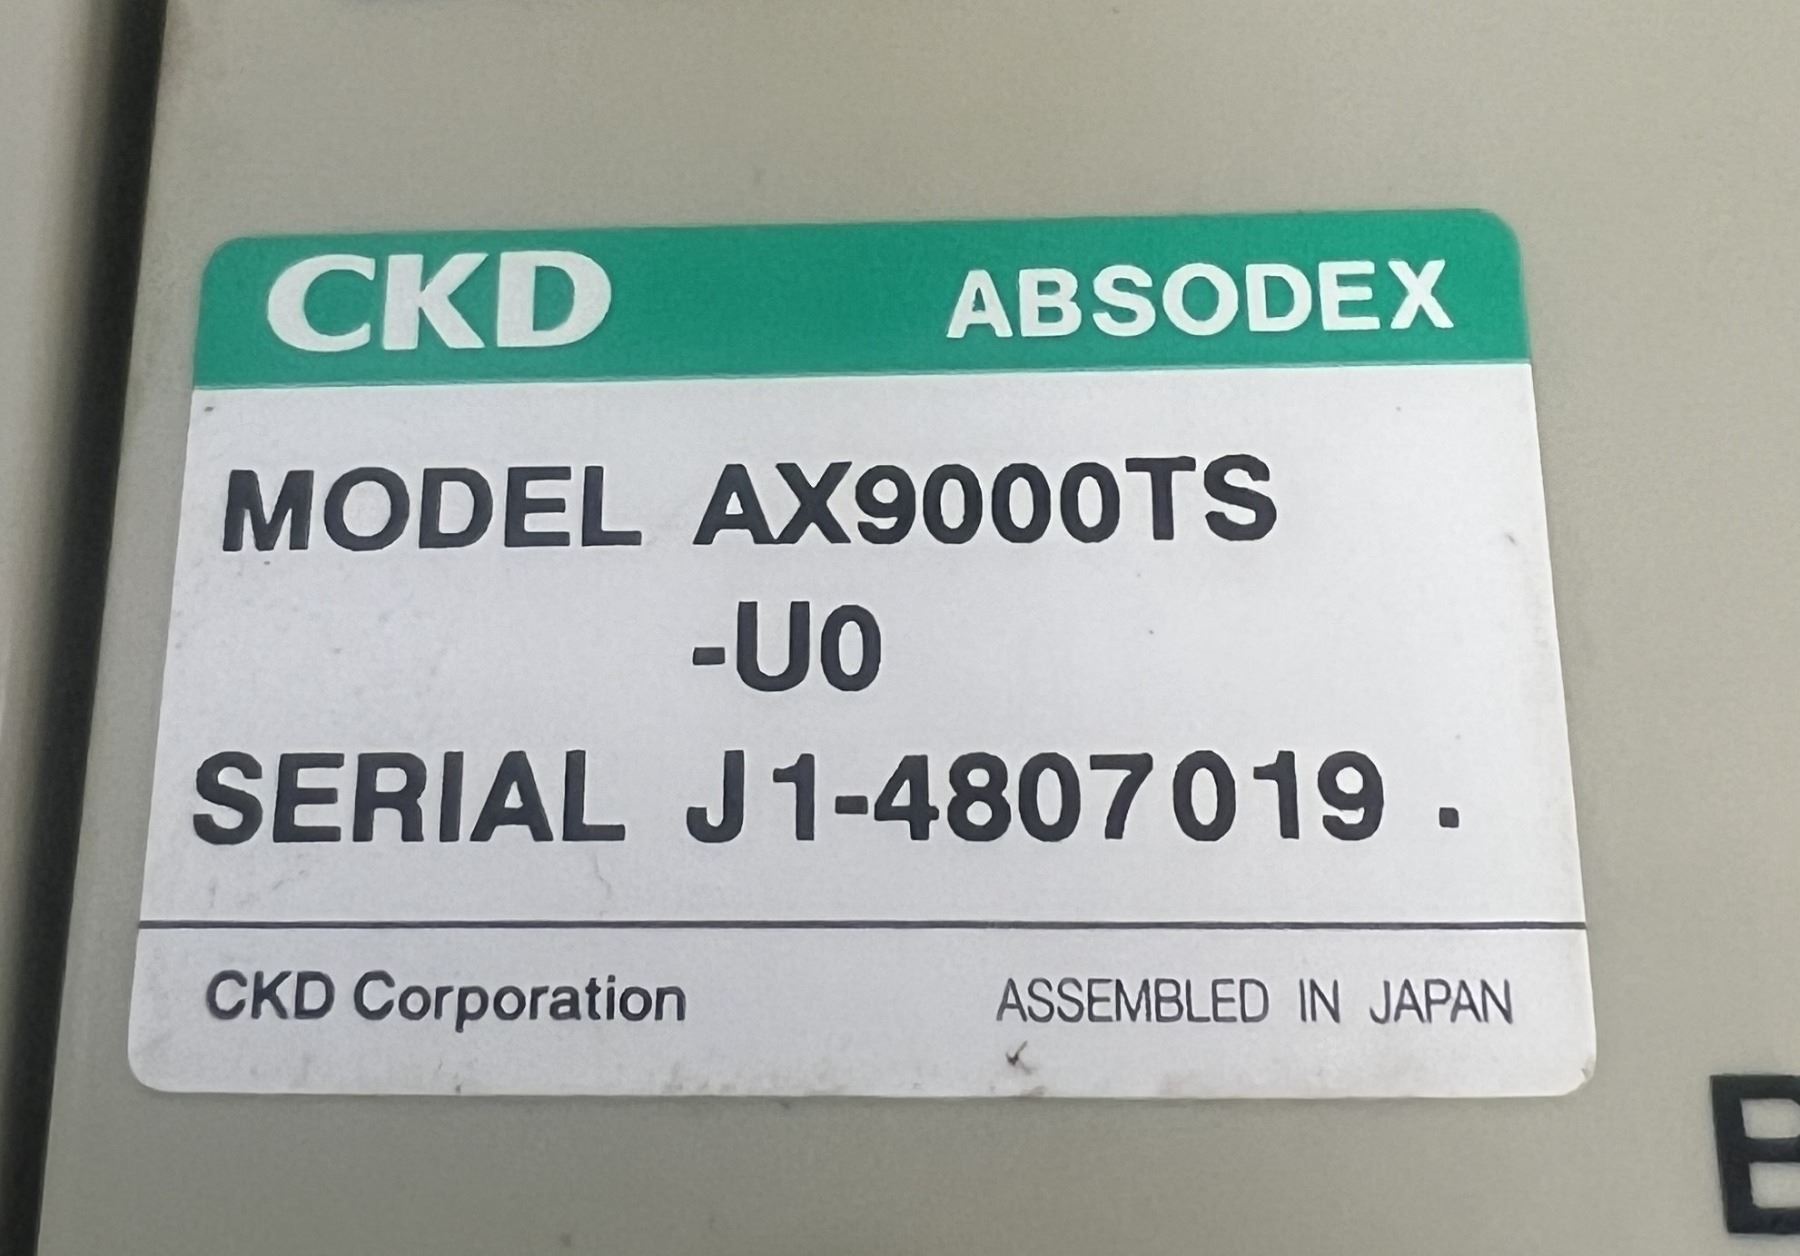 CKD ABSODEX
MODEL AX9000TS
-U0
SERIAL J1-4807019 .
CKD Corporation ASSEMBLED IN JAPAN
B